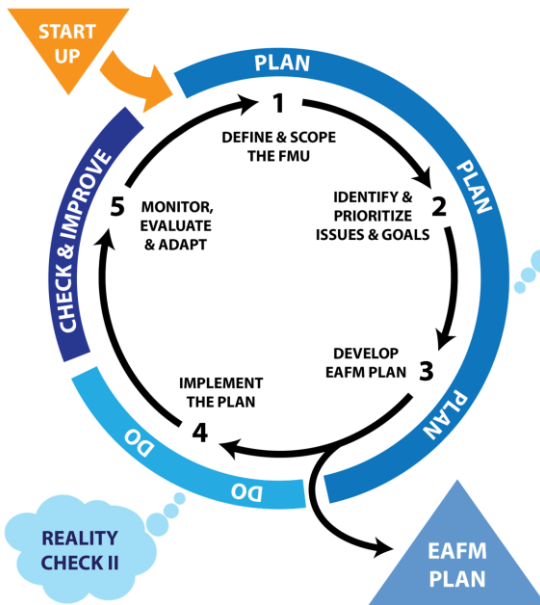 START
UP
PLAN
1
DEFINE & SCOPE
THE FMU
PLAN
2
IDENTIFY &
PRIORITIZE
ISSUES & GOALS
3
DEVELOP
EAFM PLAN
PLAN
4
IMPLEMENT
THE PLAN
DO
DO
5
MONITOR,
EVALUATE
& ADAPT
CHECK & IMPROVE
REALITY
CHECK II
EAFM
PLAN